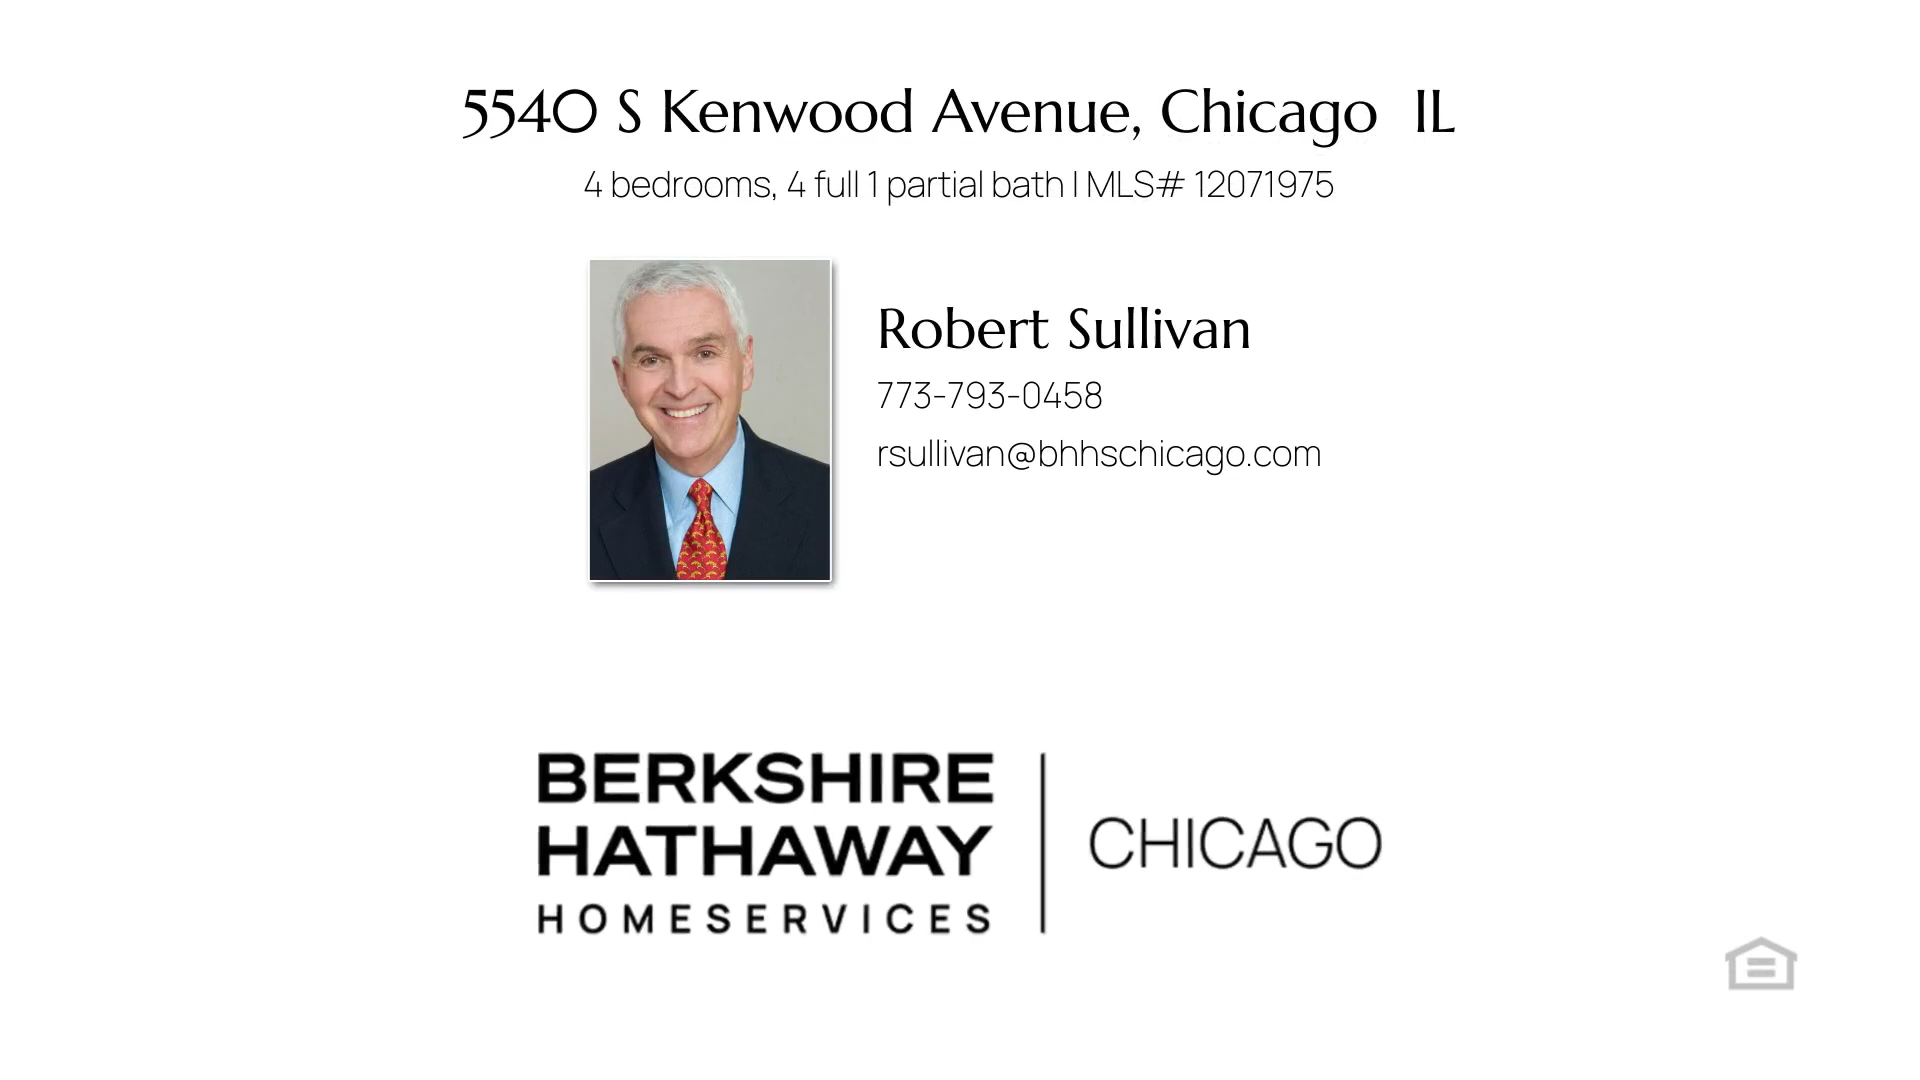 5540 S Kenwood Avenue, Chicago  IL
4 bedrooms, 4 full 1 partial bath | MLS# 12071975
Robert Sullivan
773-793-0458
rsullivan@bhhschicago.com
BERKSHIRE
HATHAWAY
HOMESERVICES
CHICAGO